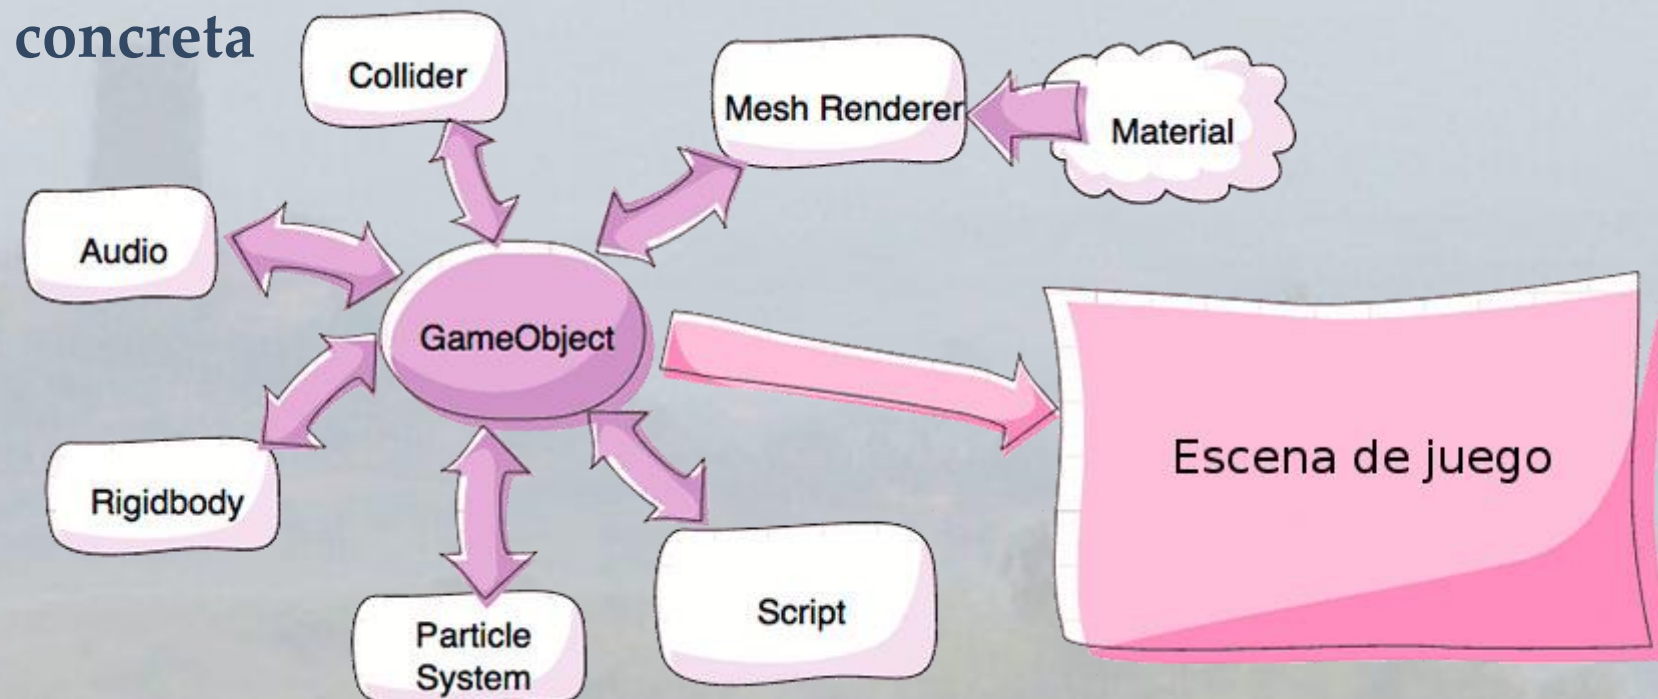 concreta
Collider
Mesh Renderer
Material
Audio
GameObject
Rigidbody
Escena de juego
Script
Particle
System